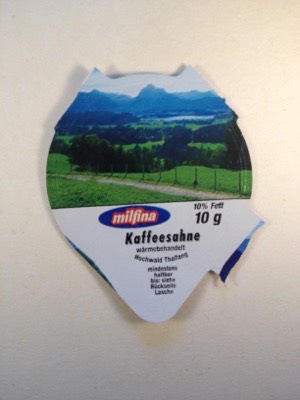 milfina
10% Fett
10 g
Kaffeesahne
wärmebehandelt
Hochwald Thalfang
mindestens
haltbar
bis: siehe
Rückseite
Lasche